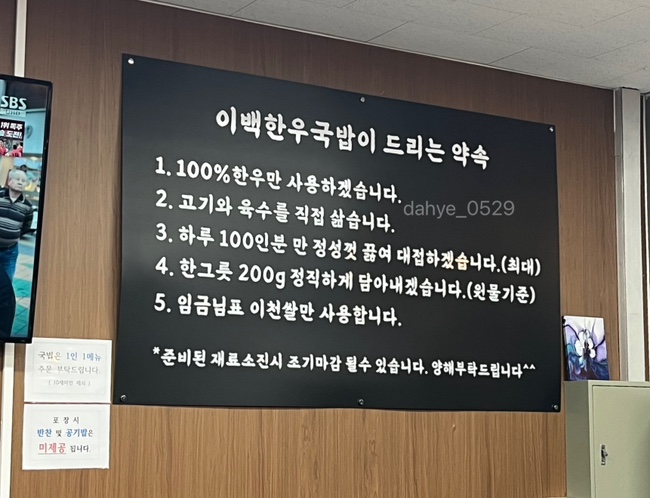 이백한우국밥이 드리는 약속
1. 100%한우만 사용하겠습니다.
2. 고기와 육수를 직접 삶습니다.
dahye_0529
3. 하루 100인분 만 정성껏 끓여 대접하겠습니다.(최대)
4. 한그릇 200g 정직하게 담아내겠습니다.(원물기준)
5. 임금님표 이천쌀만 사용합니다.
*준비된 재료소진시 조기마감 될수 있습니다. 양해부탁드립니다^^
SBS
국밥은 1인 1메뉴
주문 부탁드립니다.
포 장 시
반찬 및 공기밥은
미제공 됩니다.